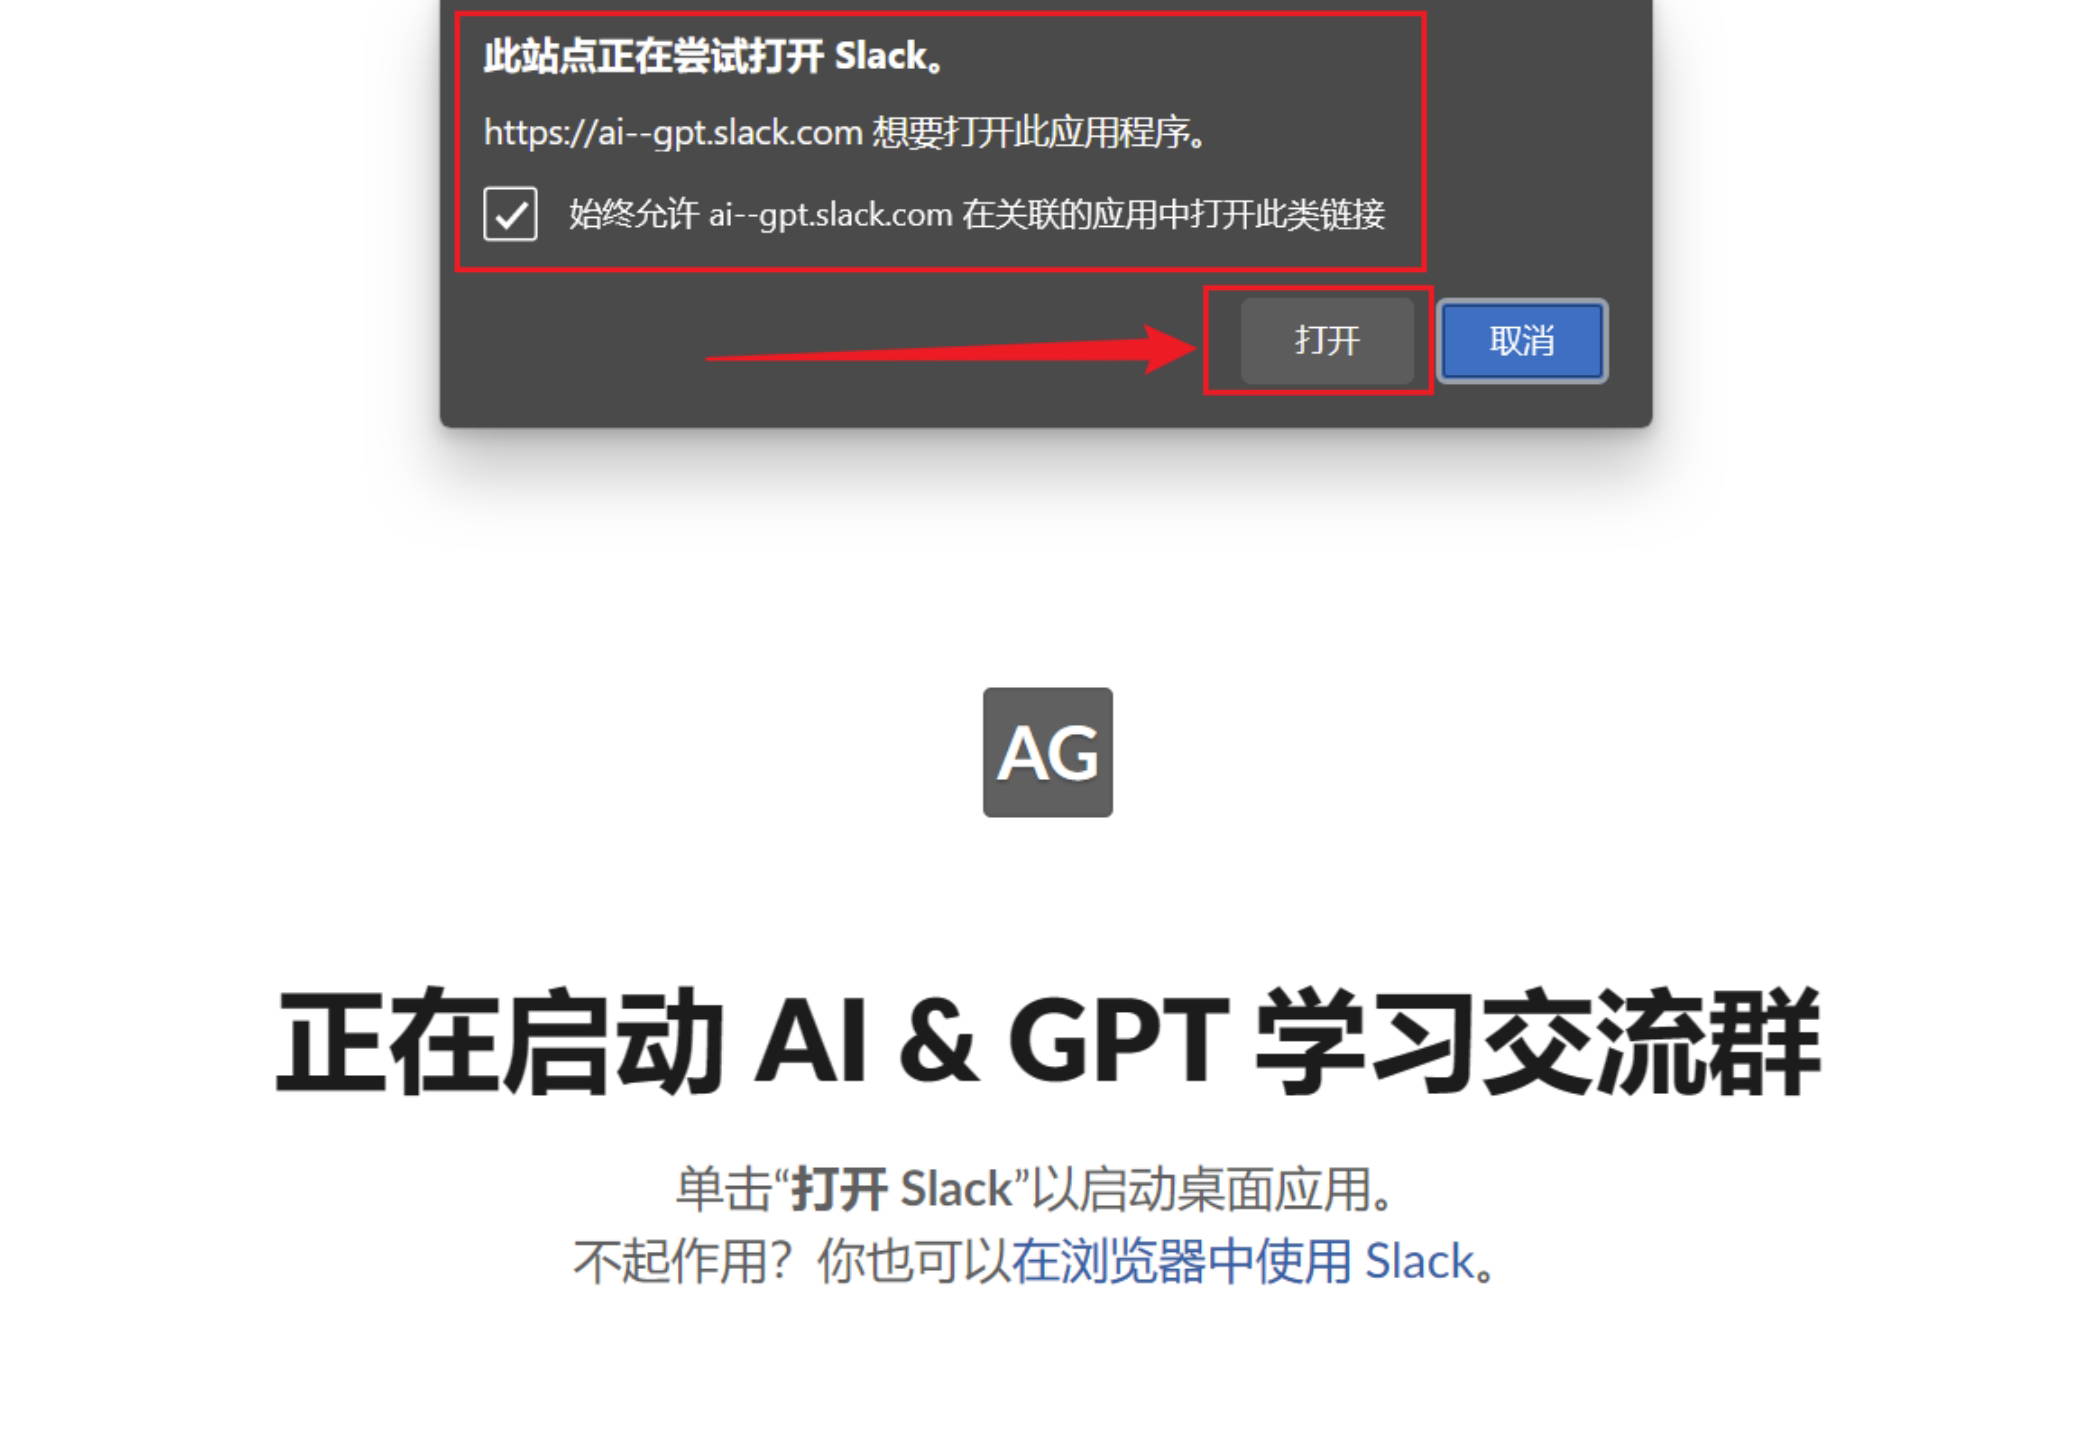 此站点正在尝试打开 Slack。
https://ai--gpt.slack.com 想要打开此应用程序。
始终允许 ai--gpt.slack.com 在关联的应用中打开此类链接
打开 取消
AG
正在启动 AI & GPT 学习交流群
单击“打开 Slack”以启动桌面应用。
不起作用？你也可以在浏览器中使用 Slack。